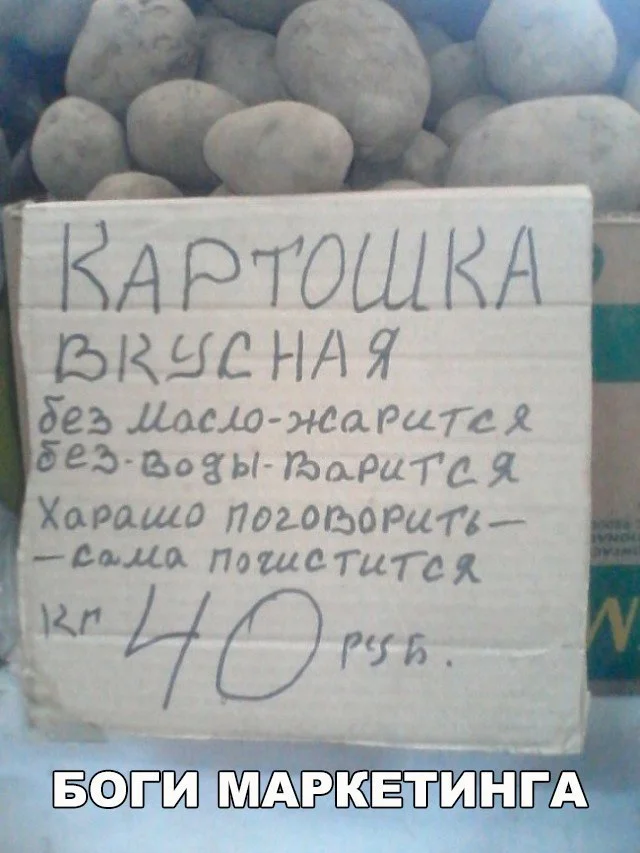 КАРТОШКА
ВКУСНАЯ
без масло-жарится
без-воды-варится
Харашо поговорить-
-сама почистится
кг 40 руб.
БОГИ МАРКЕТИНГА